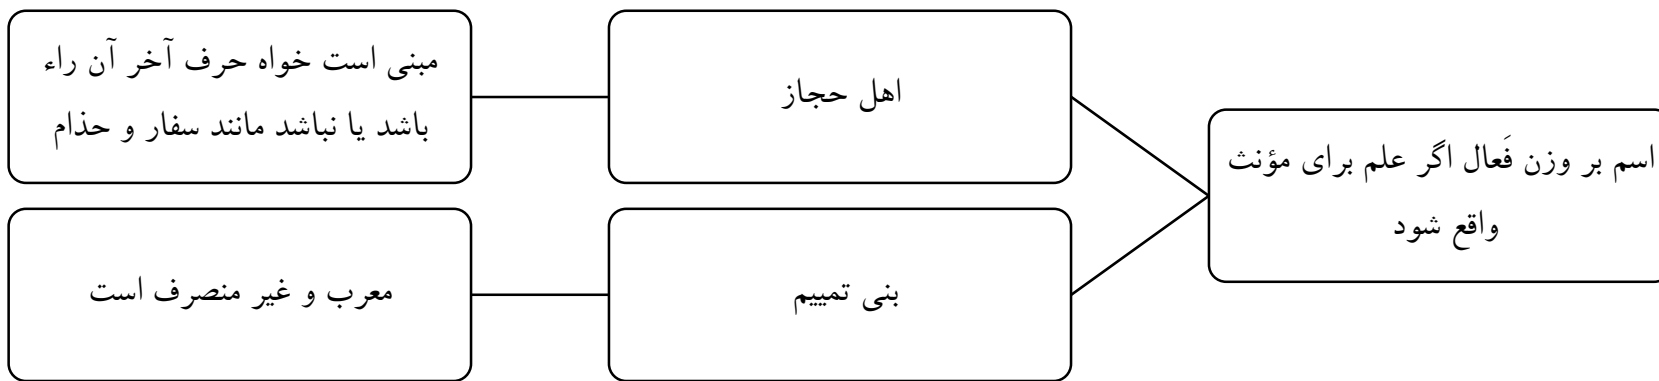 اسم بر وزن فَعال اگر علم برای مؤنث
واقع شود
اهل حجاز
مبنی است خواه حرف آخر آن راء
باشد یا نباشد مانند سفار و حذام
بنی تمییم
معرب و غیر منصرف است